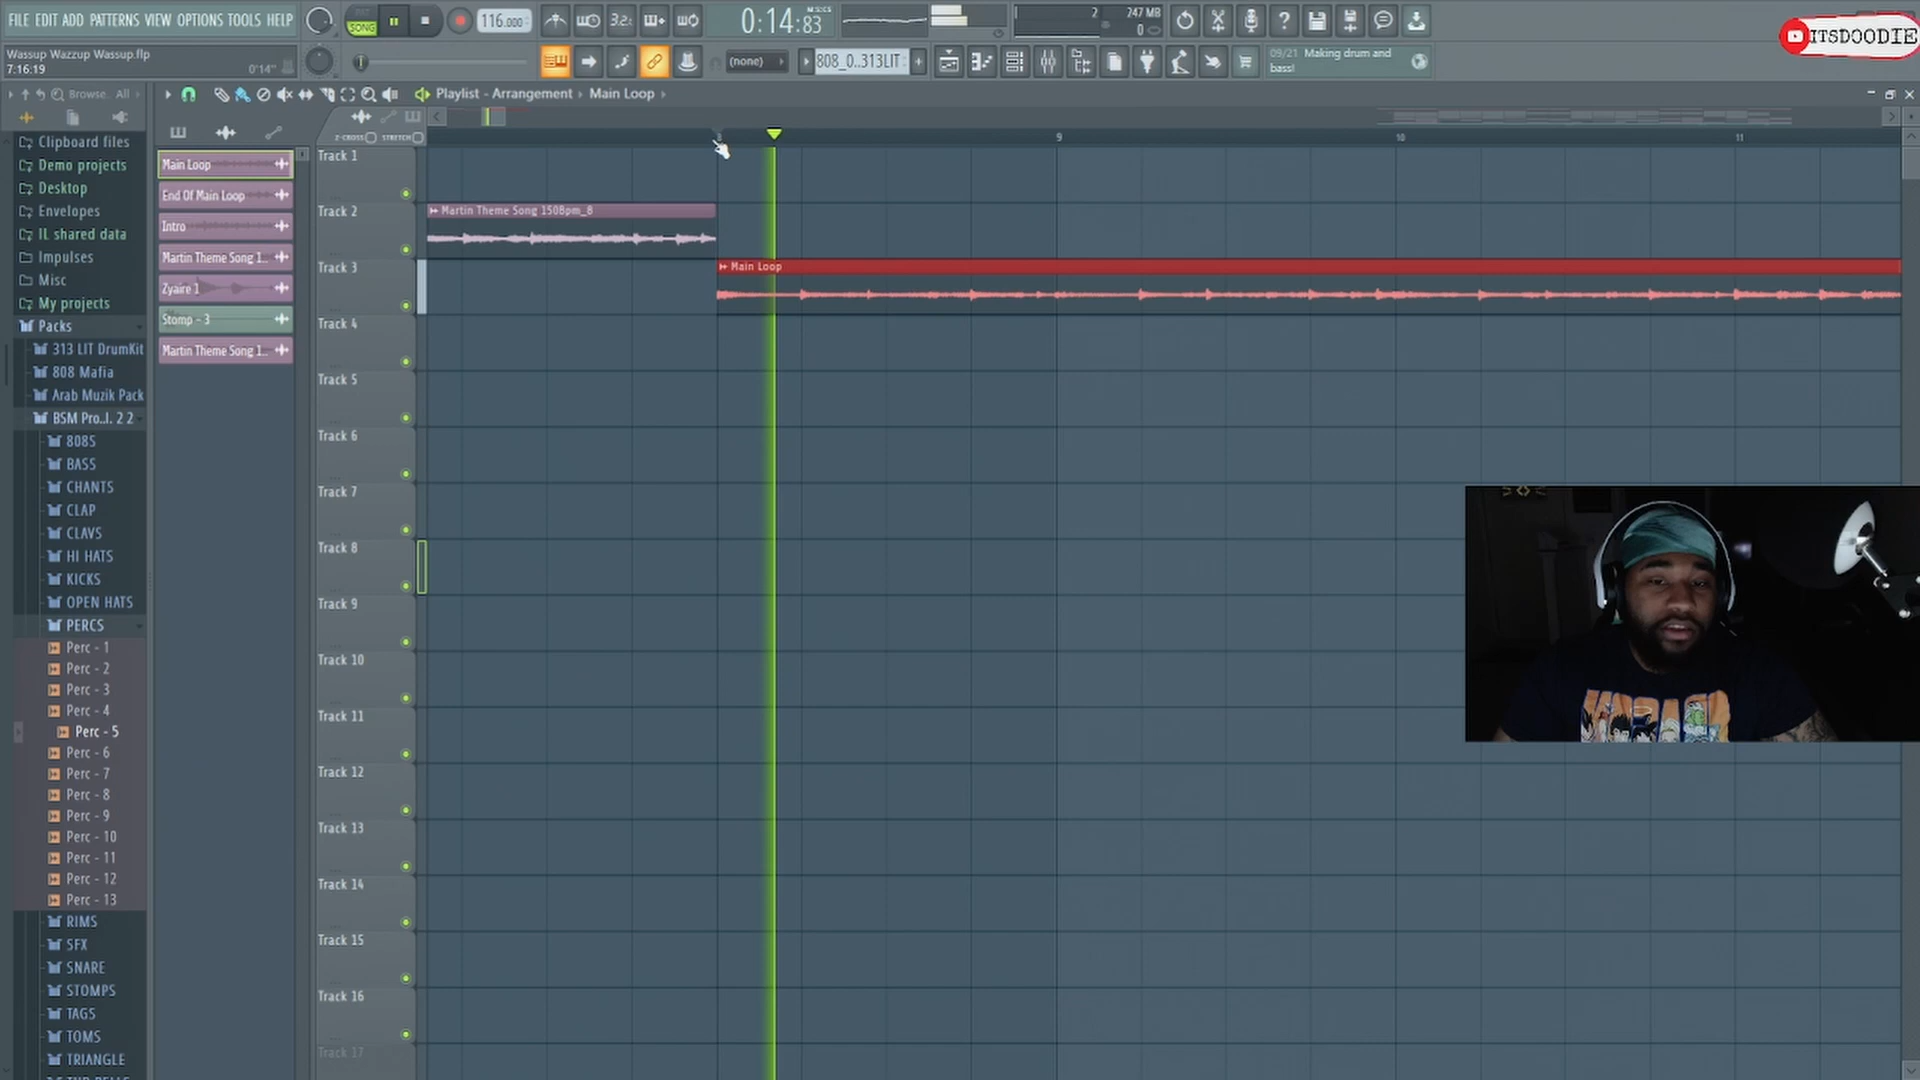 FILE EDIT ADD PATTERNS VIEW OPTIONS TOOLS HELP
SONG
116.000
3.2:
0:14:83
M:S:CS
2
247 MB
0
ITSDOODIE
Wassup Wazzup Wassup.flp
7:16:19
0'14"
(none)
808_0..313LIT
09/21 Making drum and
bass!
Browse.. All
Playlist - Arrangement › Main Loop ›
Z-CROSS
STRETCH
8
9
10
11
Clipboard files
Demo projects
Desktop
Envelopes
IL shared data
Impulses
Misc
My projects
Packs
313 LIT DrumKit
808 Mafia
Arab Muzik Pack
BSM Pro..l. 2 2
808S
BASS
CHANTS
CLAP
CLAVS
HI HATS
KICKS
OPEN HATS
PERCS
Perc - 1
Perc - 2
Perc - 3
Perc - 4
Perc - 5
Perc - 6
Perc - 7
Perc - 8
Perc - 9
Perc - 10
Perc - 11
Perc - 12
Perc - 13
RIMS
SFX
SNARE
STOMPS
TAGS
TOMS
TRIANGLE
Main Loop
End Of Main Loop
Intro
Martin Theme Song 1..
Zyaire 1
Stomp - 3
Martin Theme Song 1..
Track 1
Track 2
Track 3
Track 4
Track 5
Track 6
Track 7
Track 8
Track 9
Track 10
Track 11
Track 12
Track 13
Track 14
Track 15
Track 16
Track 17
Martin Theme Song 150Bpm_8
Main Loop